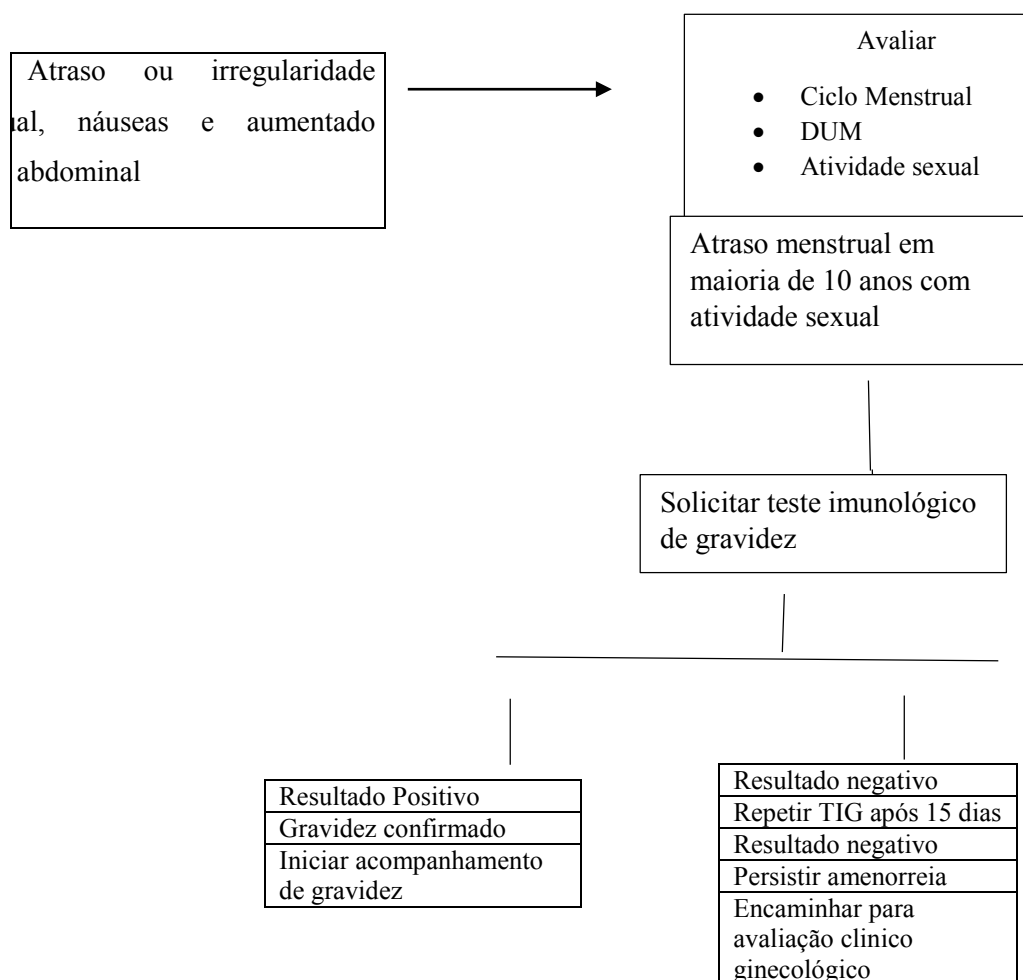 Atraso ou irregularidade
náuseas e aumentado
abdominal
Avaliar
• Ciclo Menstrual
• DUM
• Atividade sexual
Atraso menstrual em
maioria de 10 anos com
atividade sexual
Solicitar teste imunológico
de gravidez
Resultado Positivo
Gravidez confirmado
Iniciar acompanhamento
de gravidez
Resultado negativo
Repetir TIG após 15 dias
Resultado negativo
Persistir amenorreia
Encaminhar para
avaliação clinico
ginecológico